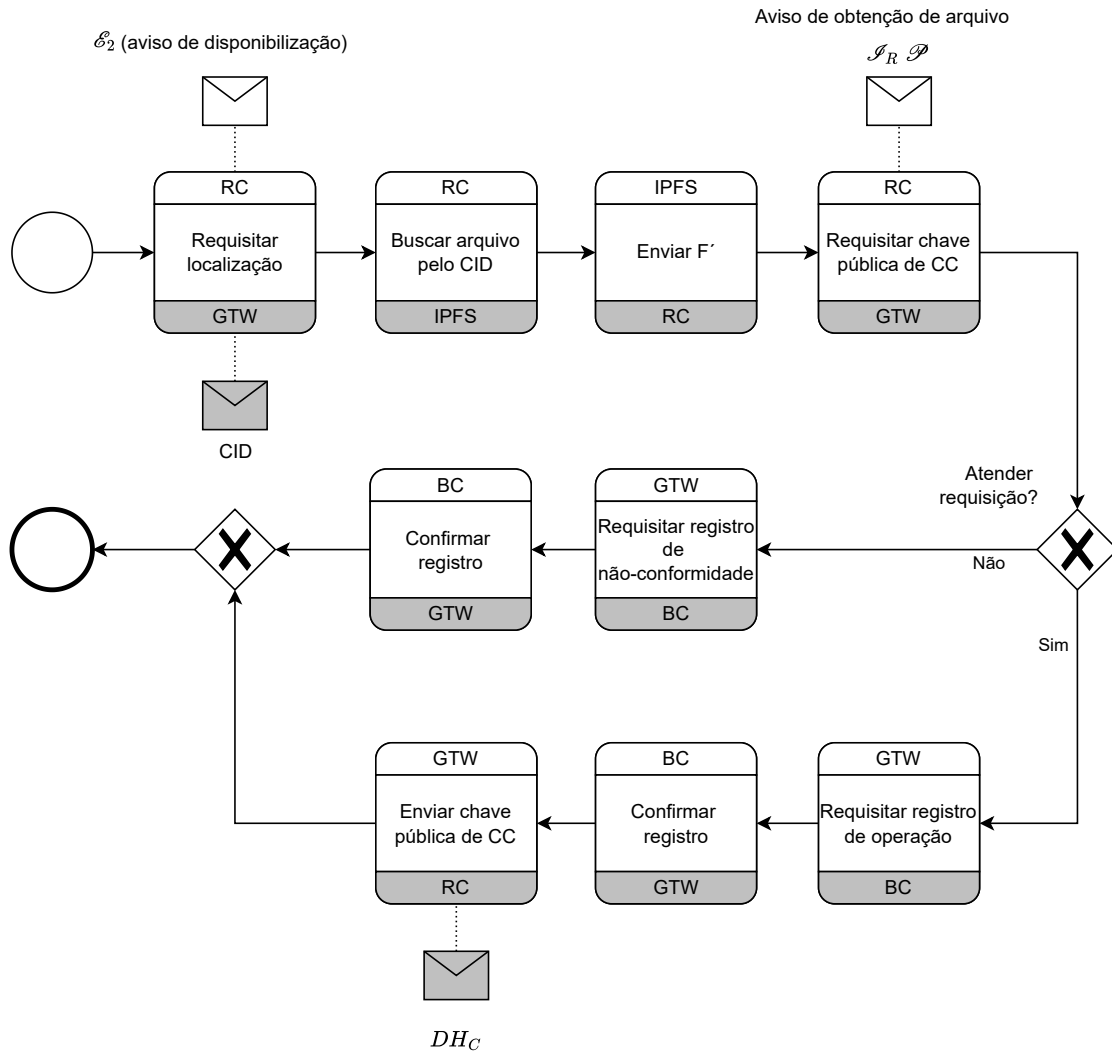 Aviso de obtenção de arquivo
ℰ₂ (aviso de disponibilização)
ℐ_R 𝒫
RC
Requisitar
localização
GTW
RC
Buscar arquivo
pelo CID
IPFS
IPFS
Enviar F´
RC
RC
Requisitar chave
pública de CC
GTW
CID
Atender
requisição?
BC
Confirmar
registro
GTW
GTW
Requisitar registro
de
não-conformidade
BC
Não
Sim
GTW
Enviar chave
pública de CC
RC
BC
Confirmar
registro
GTW
GTW
Requisitar registro
de operação
BC
DH_C